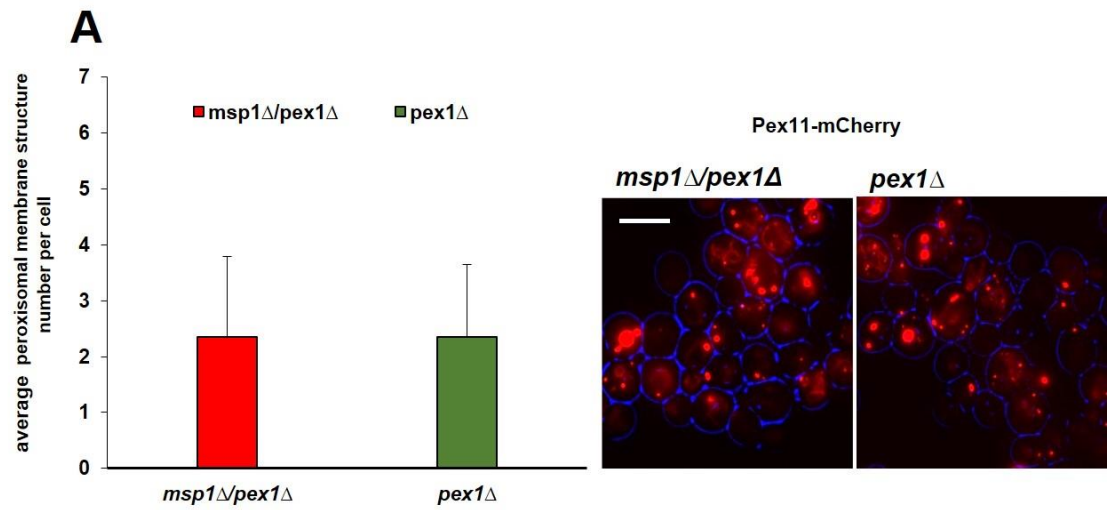 A
average peroxisomal membrane structure
number per cell
7
6
5
4
3
2
1
0
msp1Δ/pex1Δ
pex1Δ
msp1Δ/pex1Δ
pex1Δ
Pex11-mCherry
msp1Δ/pex1Δ
pex1Δ